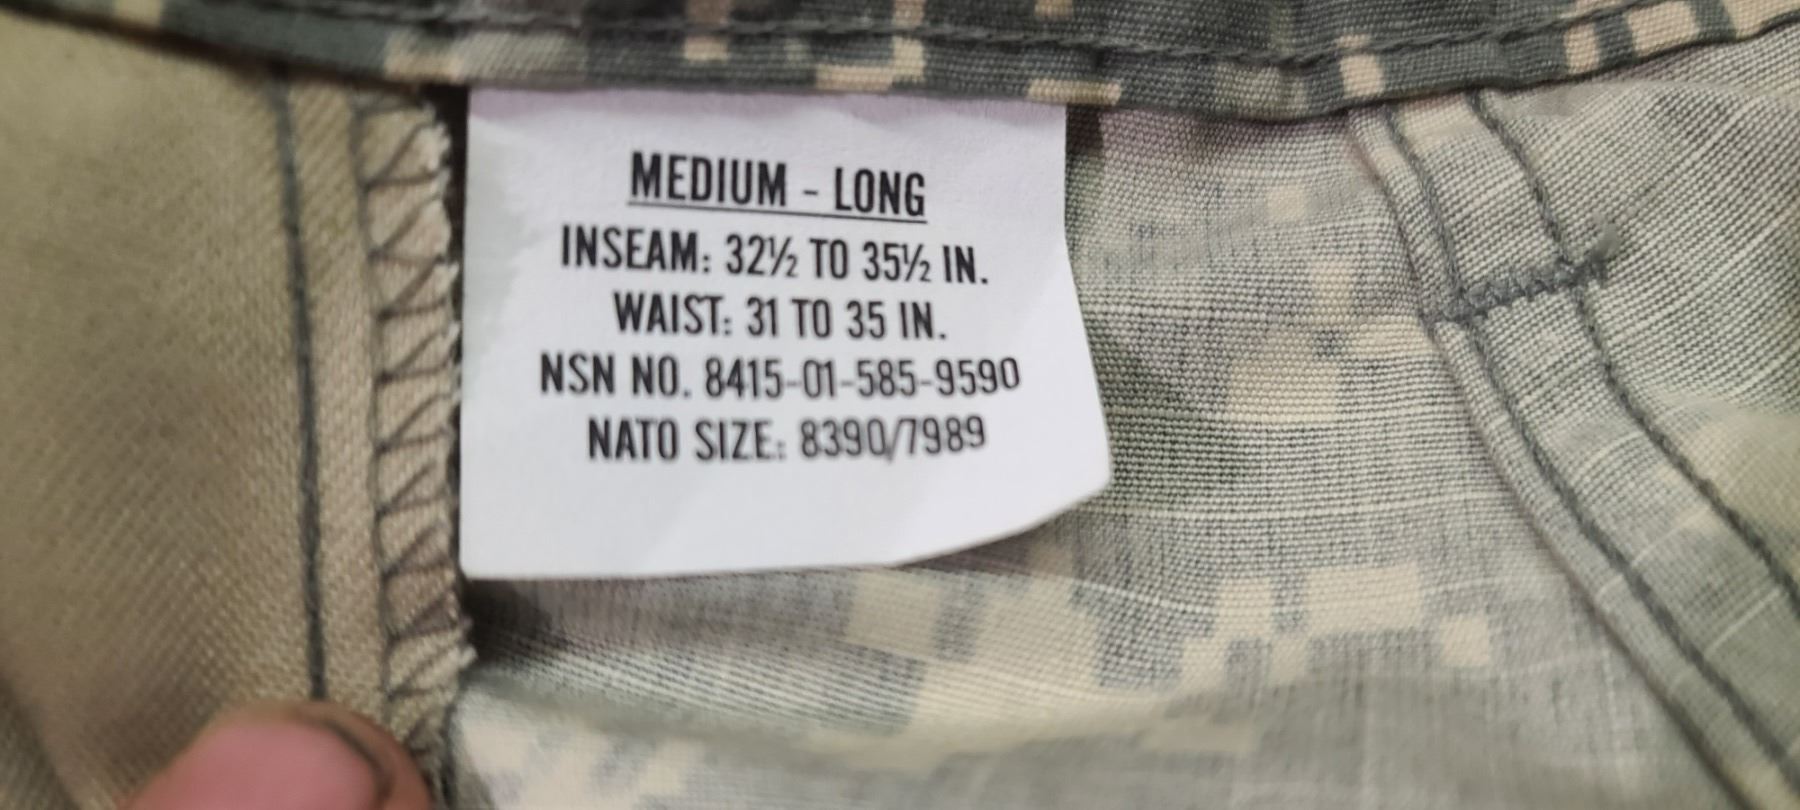 MEDIUM - LONG
INSEAM: 32½ TO 35½ IN.
WAIST: 31 TO 35 IN.
NSN NO. 8415-01-585-9590
NATO SIZE: 8390/7989